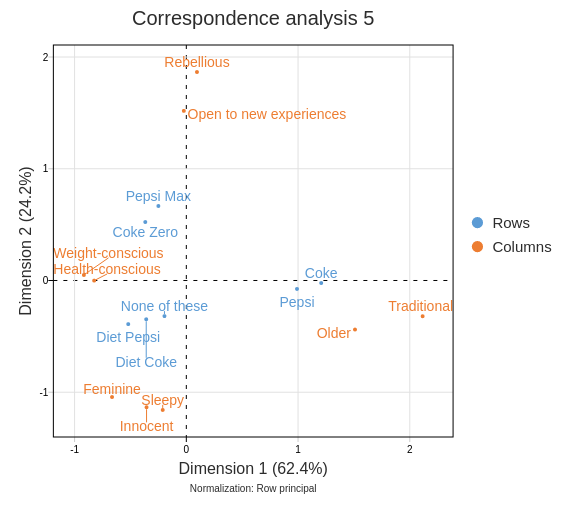 Correspondence analysis 5
2
Rebellious
Open to new experiences
1
Pepsi Max
Coke Zero
Rows
Columns
Weight-conscious
Health-conscious
Coke
0
Pepsi
None of these
Traditional
Diet Pepsi
Older
Diet Coke
Feminine
-1
Sleepy
Innocent
Dimension 2 (24.2%)
-1
0
1
2
Dimension 1 (62.4%)
Normalization: Row principal